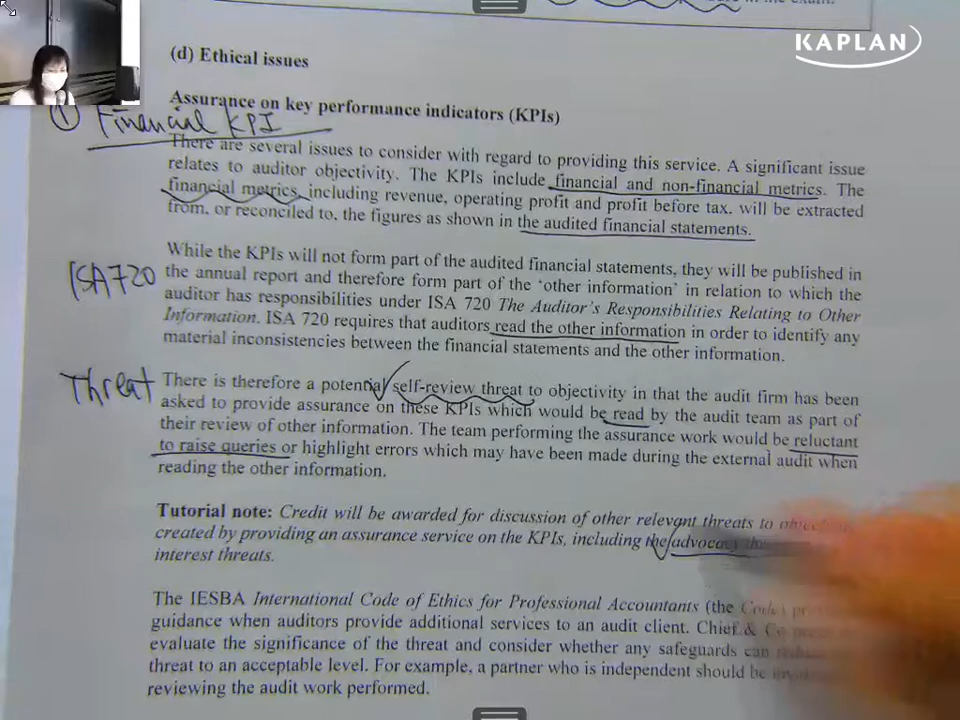 in the exam.
KAPLAN
(d) Ethical issues
Assurance on key performance indicators (KPIs)
① Financial KPI
There are several issues to consider with regard to providing this service. A significant issue
relates to auditor objectivity. The KPIs include financial and non-financial metrics. The
financial metrics, including revenue, operating profit and profit before tax, will be extracted
from, or reconciled to, the figures as shown in the audited financial statements.
While the KPIs will not form part of the audited financial statements, they will be published in
ISA720
the annual report and therefore form part of the 'other information' in relation to which the
auditor has responsibilities under ISA 720 The Auditor's Responsibilities Relating to Other
Information. ISA 720 requires that auditors read the other information in order to identify any
material inconsistencies between the financial statements and the other information.
Threat
There is therefore a potential self-review threat to objectivity in that the audit firm has been
asked to provide assurance on these KPIs which would be read by the audit team as part of
their review of other information. The team performing the assurance work would be reluctant
to raise queries or highlight errors which may have been made during the external audit when
reading the other information.
Tutorial note: Credit will be awarded for discussion of other relevant threats to
created by providing an assurance service on the KPIs, including the advocacy
interest threats.
The IESBA International Code of Ethics for Professional Accountants (the Code)
guidance when auditors provide additional services to an audit client. Chief & Co
evaluate the significance of the threat and consider whether any safeguards can
threat to an acceptable level. For example, a partner who is independent should be
reviewing the audit work performed.